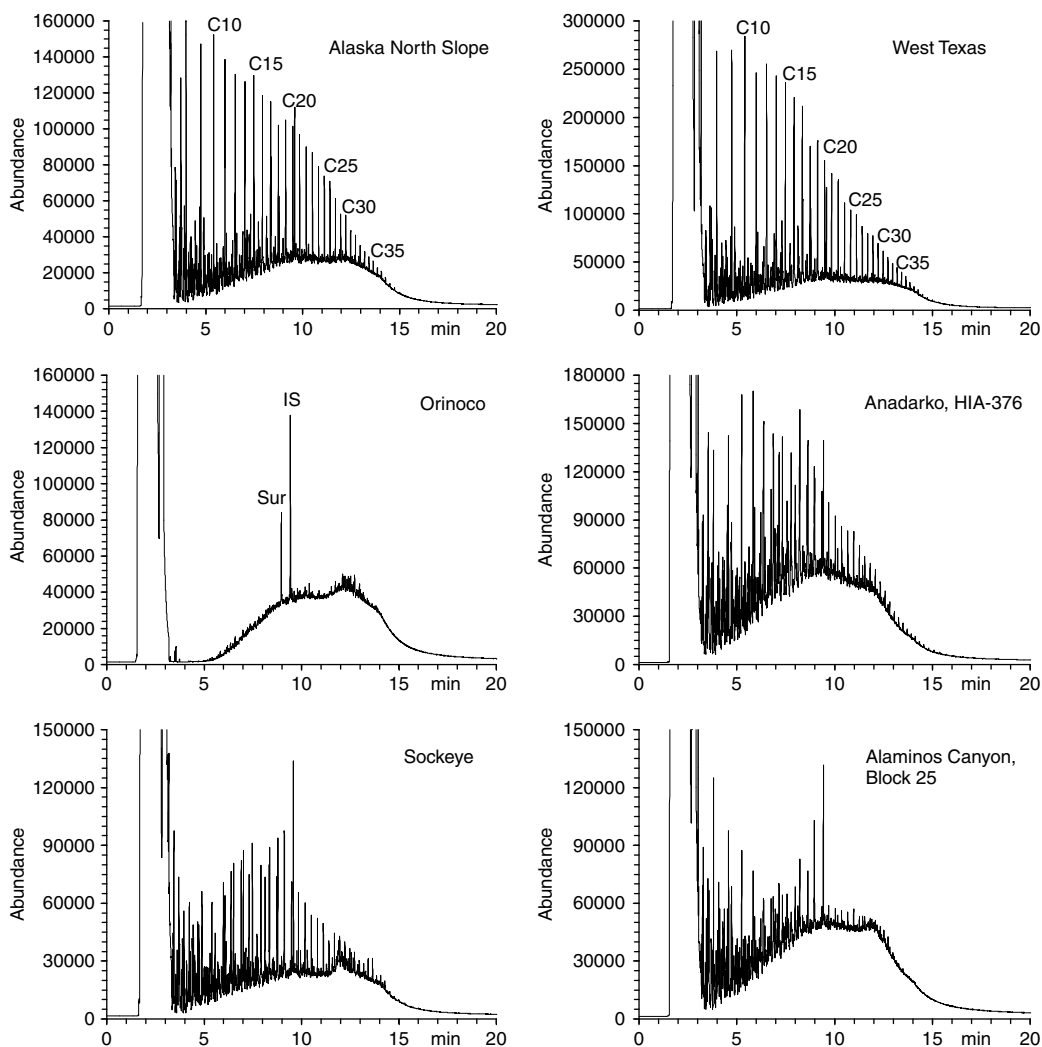 Alaska North Slope
Abundance
160000
140000
120000
100000
80000
60000
40000
20000
0
C10
C15
C20
C25
C30
C35
0 5 10 15 min 20
West Texas
Abundance
300000
250000
200000
150000
100000
50000
0
C10
C15
C20
C25
C30
C35
0 5 10 15 min 20
Orinoco
Abundance
160000
140000
120000
100000
80000
60000
40000
20000
0
IS
Sur
0 5 10 15 min 20
Anadarko, HIA-376
Abundance
180000
150000
120000
90000
60000
30000
0
0 5 10 15 min 20
Sockeye
Abundance
150000
120000
90000
60000
30000
0
0 5 10 15 min 20
Alaminos Canyon,
Block 25
Abundance
150000
120000
90000
60000
30000
0
0 5 10 15 min 20